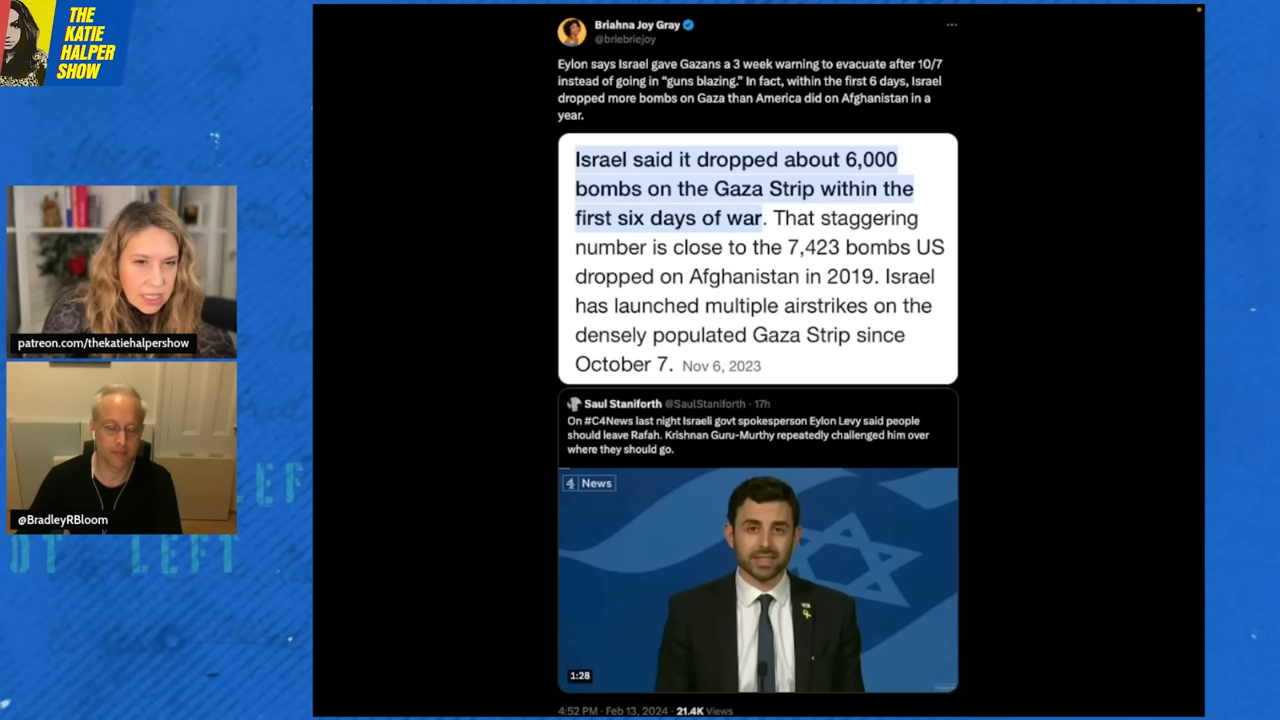 THE
KATIE
HALPER
SHOW
Briahna Joy Gray
@briebriejoy
Eylon says Israel gave Gazans a 3 week warning to evacuate after 10/7
instead of going in “guns blazing.” In fact, within the first 6 days, Israel
dropped more bombs on Gaza than America did on Afghanistan in a
year.
Israel said it dropped about 6,000
bombs on the Gaza Strip within the
first six days of war. That staggering
number is close to the 7,423 bombs US
dropped on Afghanistan in 2019. Israel
has launched multiple airstrikes on the
densely populated Gaza Strip since
October 7. Nov 6, 2023
Saul Staniforth @SaulStaniforth · 17h
On #C4News last night Israeli govt spokesperson Eylon Levy said people
should leave Rafah. Krishnan Guru-Murthy repeatedly challenged him over
where they should go.
4 News
1:28
4:52 PM · Feb 13, 2024 · 21.4K Views
patreon.com/thekatiehalpershow
@BradleyRBloom
LEFT